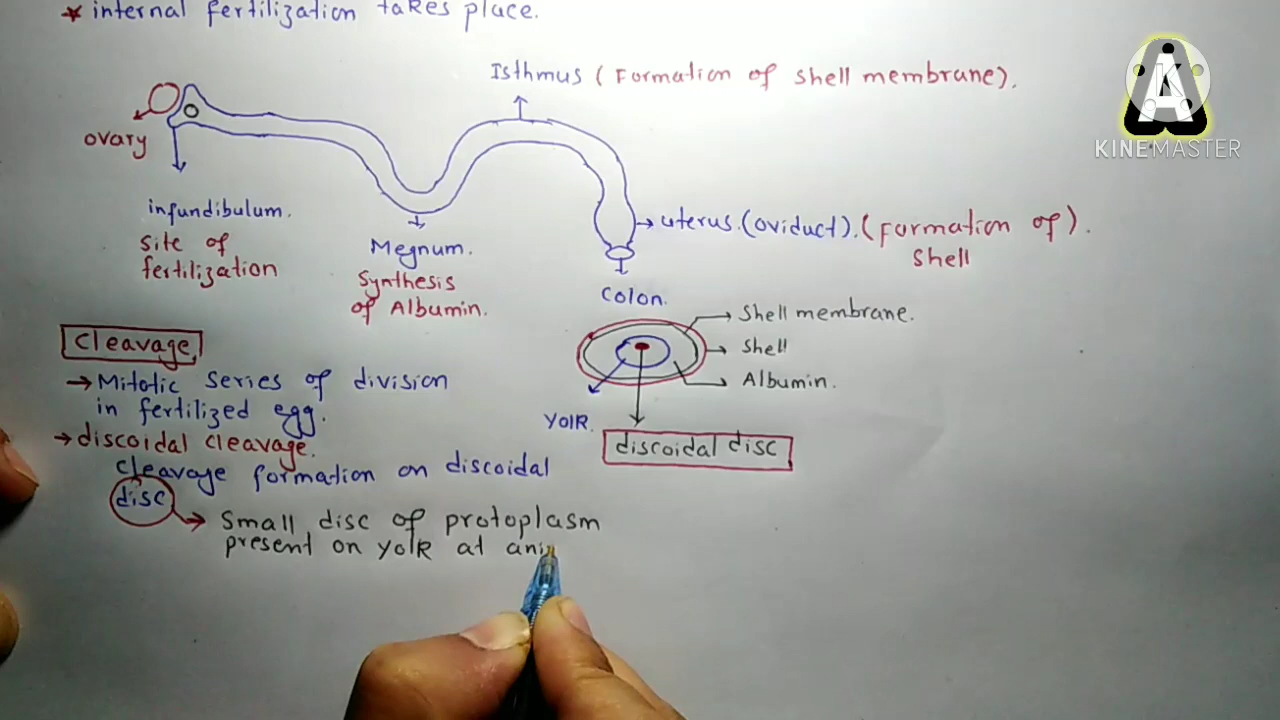 ★ internal fertilization takes place.
Isthmus (Formation of shell membrane).
ovary
infundibulum.
site of
fertilization
Megnum.
Synthesis
of Albumin.
uterus.(oviduct).(Formation of).
Shell
Colon.
Shell membrane.
Shell
Albumin.
YolR.
discoidal disc
Cleavage
→ Mitotic Series of division
in fertilized egg.
→ discoidal cleavage.
cleavage formation on discoidal
disc
Small disc of protoplasm
present on YolR at ani
A
K
KINEMASTER